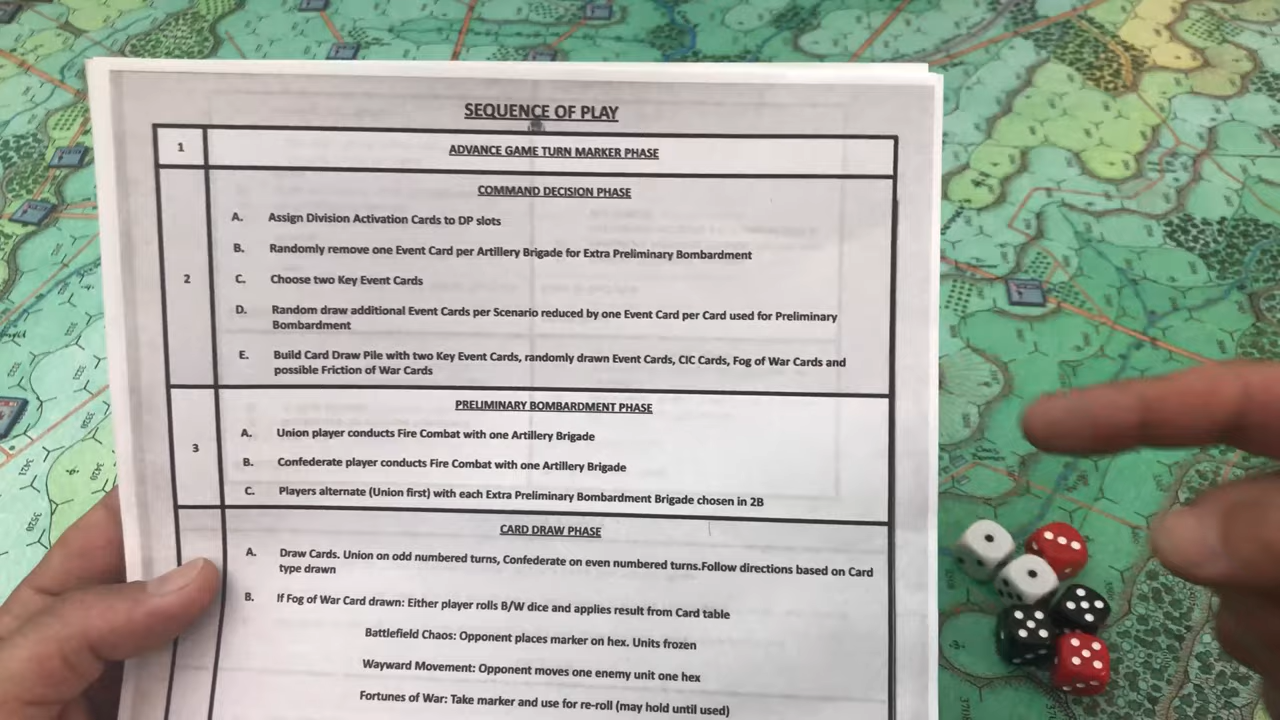 SEQUENCE OF PLAY
1
ADVANCE GAME TURN MARKER PHASE
2
COMMAND DECISION PHASE
A. Assign Division Activation Cards to DP slots
B. Randomly remove one Event Card per Artillery Brigade for Extra Preliminary Bombardment
C. Choose two Key Event Cards
D. Random draw additional Event Cards per Scenario reduced by one Event Card per Card used for Preliminary
Bombardment
E. Build Card Draw Pile with two Key Event Cards, randomly drawn Event Cards, CIC Cards, Fog of War Cards and
possible Friction of War Cards
3
PRELIMINARY BOMBARDMENT PHASE
A. Union player conducts Fire Combat with one Artillery Brigade
B. Confederate player conducts Fire Combat with one Artillery Brigade
C. Players alternate (Union first) with each Extra Preliminary Bombardment Brigade chosen in 2B
CARD DRAW PHASE
A. Draw Cards. Union on odd numbered turns, Confederate on even numbered turns.Follow directions based on Card
type drawn
B. If Fog of War Card drawn: Either player rolls B/W dice and applies result from Card table
Battlefield Chaos: Opponent places marker on hex. Units frozen
Wayward Movement: Opponent moves one enemy unit one hex
Fortunes of War: Take marker and use for re-roll (may hold until used)